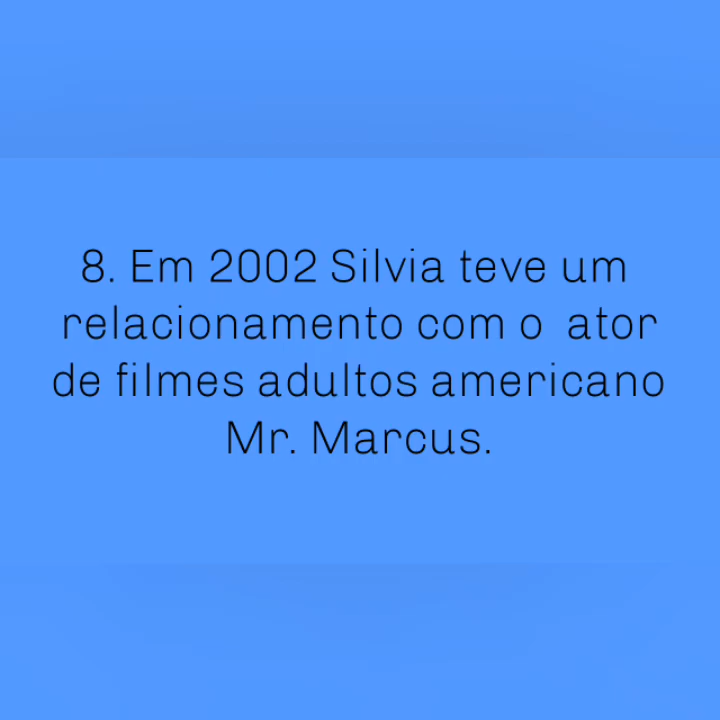 8. Em 2002 Silvia teve um
relacionamento com o ator
de filmes adultos americano
Mr. Marcus.